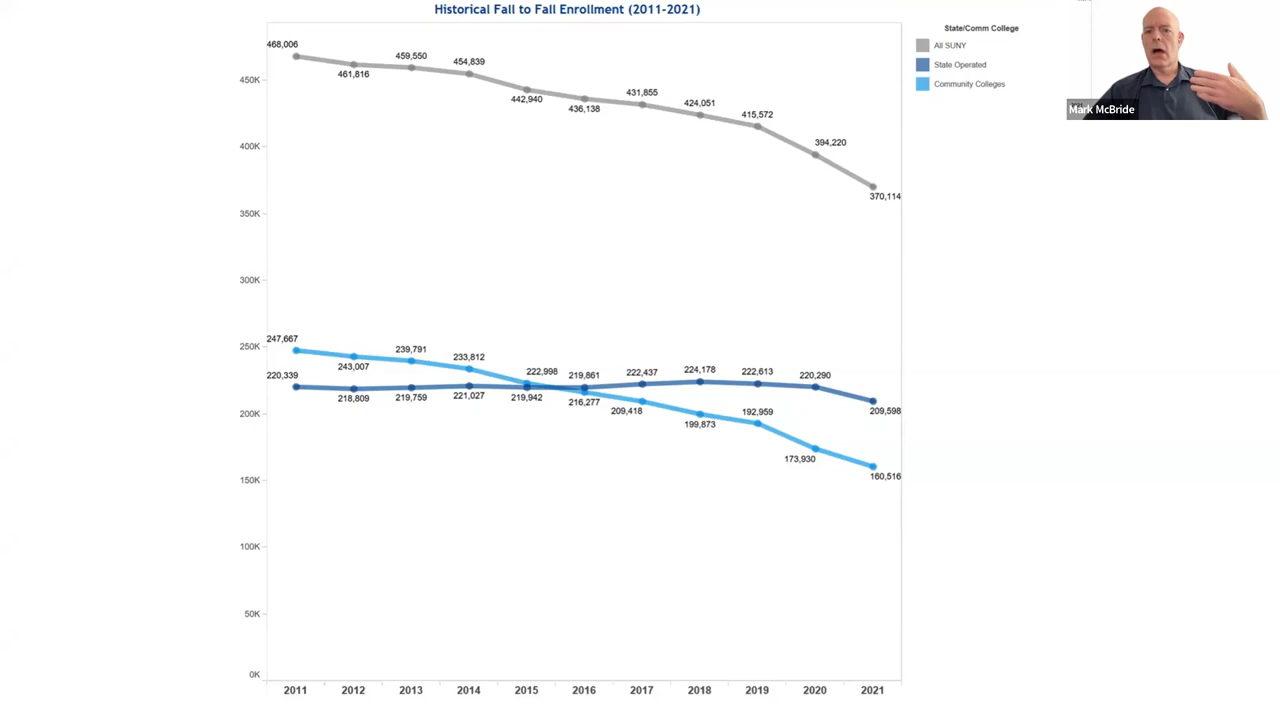 Historical Fall to Fall Enrollment (2011-2021)
State/Comm College
All SUNY
State Operated
Community Colleges
Mark McBride
468,006
461,816
459,550
454,839
442,940
436,138
431,855
424,051
415,572
394,220
370,114
247,667
243,007
239,791
233,812
222,998
216,277
209,418
199,873
192,959
173,930
160,516
220,339
218,809
219,759
221,027
219,942
219,861
222,437
224,178
222,613
220,290
209,598
450K
400K
350K
300K
250K
200K
150K
100K
50K
0K
2011 2012 2013 2014 2015 2016 2017 2018 2019 2020 2021